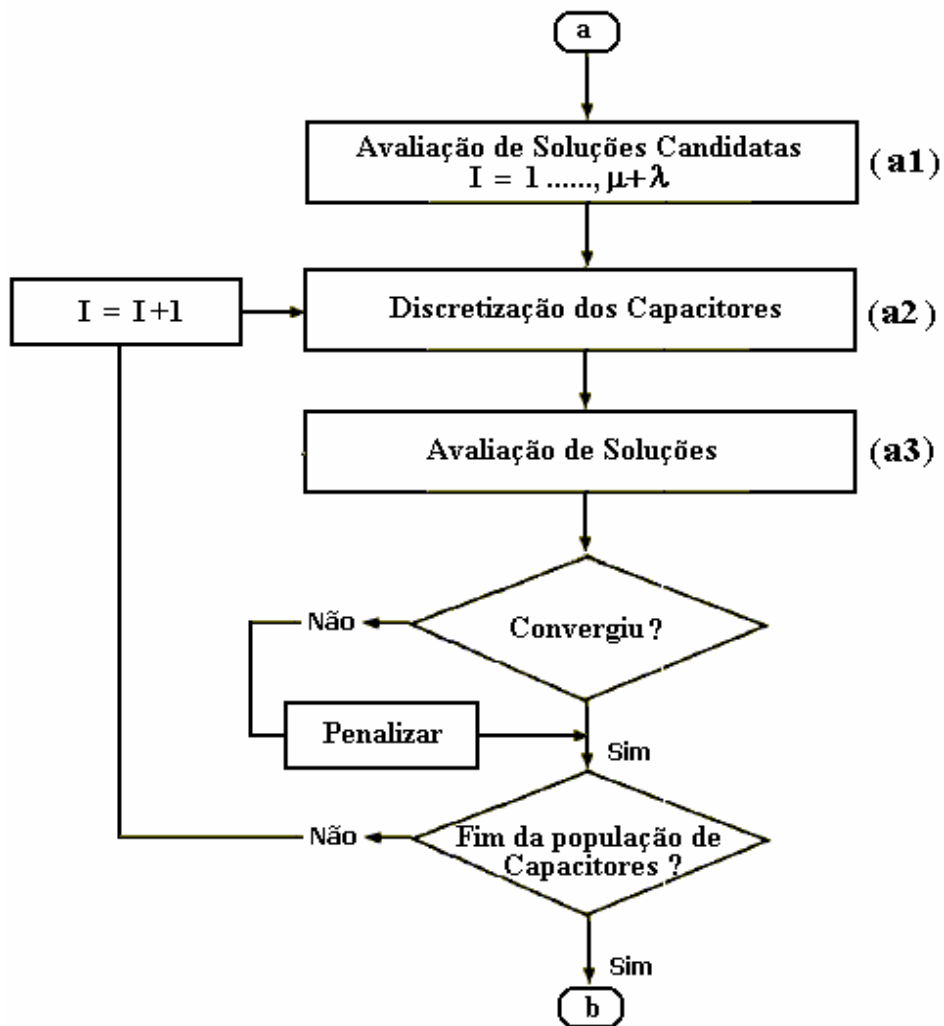 a
Avaliação de Soluções Candidatas
I = 1 ......, μ+λ
(a1)
I = I+1
Discretização dos Capacitores
(a2)
Avaliação de Soluções
(a3)
Não
Convergiu?
Penalizar
Sim
Não
Fim da população de
Capacitores ?
Sim
b